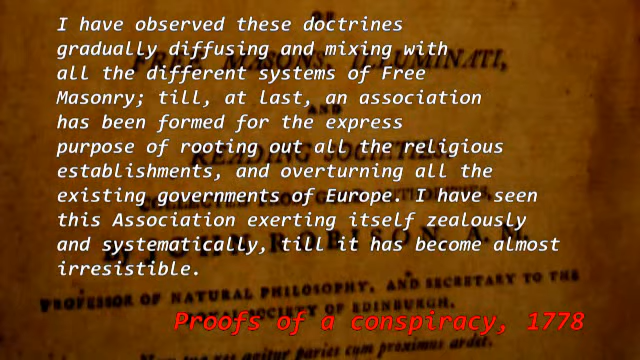 I have observed these doctrines
gradually diffusing and mixing with
all the different systems of Free
Masonry; till, at last, an association
has been formed for the express
purpose of rooting out all the religious
establishments, and overturning all the
existing governments of Europe. I have seen
this Association exerting itself zealously
and systematically, till it has become almost
irresistible.
PROFESSOR OF NATURAL PHILOSOPHY, AND SECRETARY TO THE
SOCIETY OF EDINBURGH.
Proofs of a conspiracy, 1778